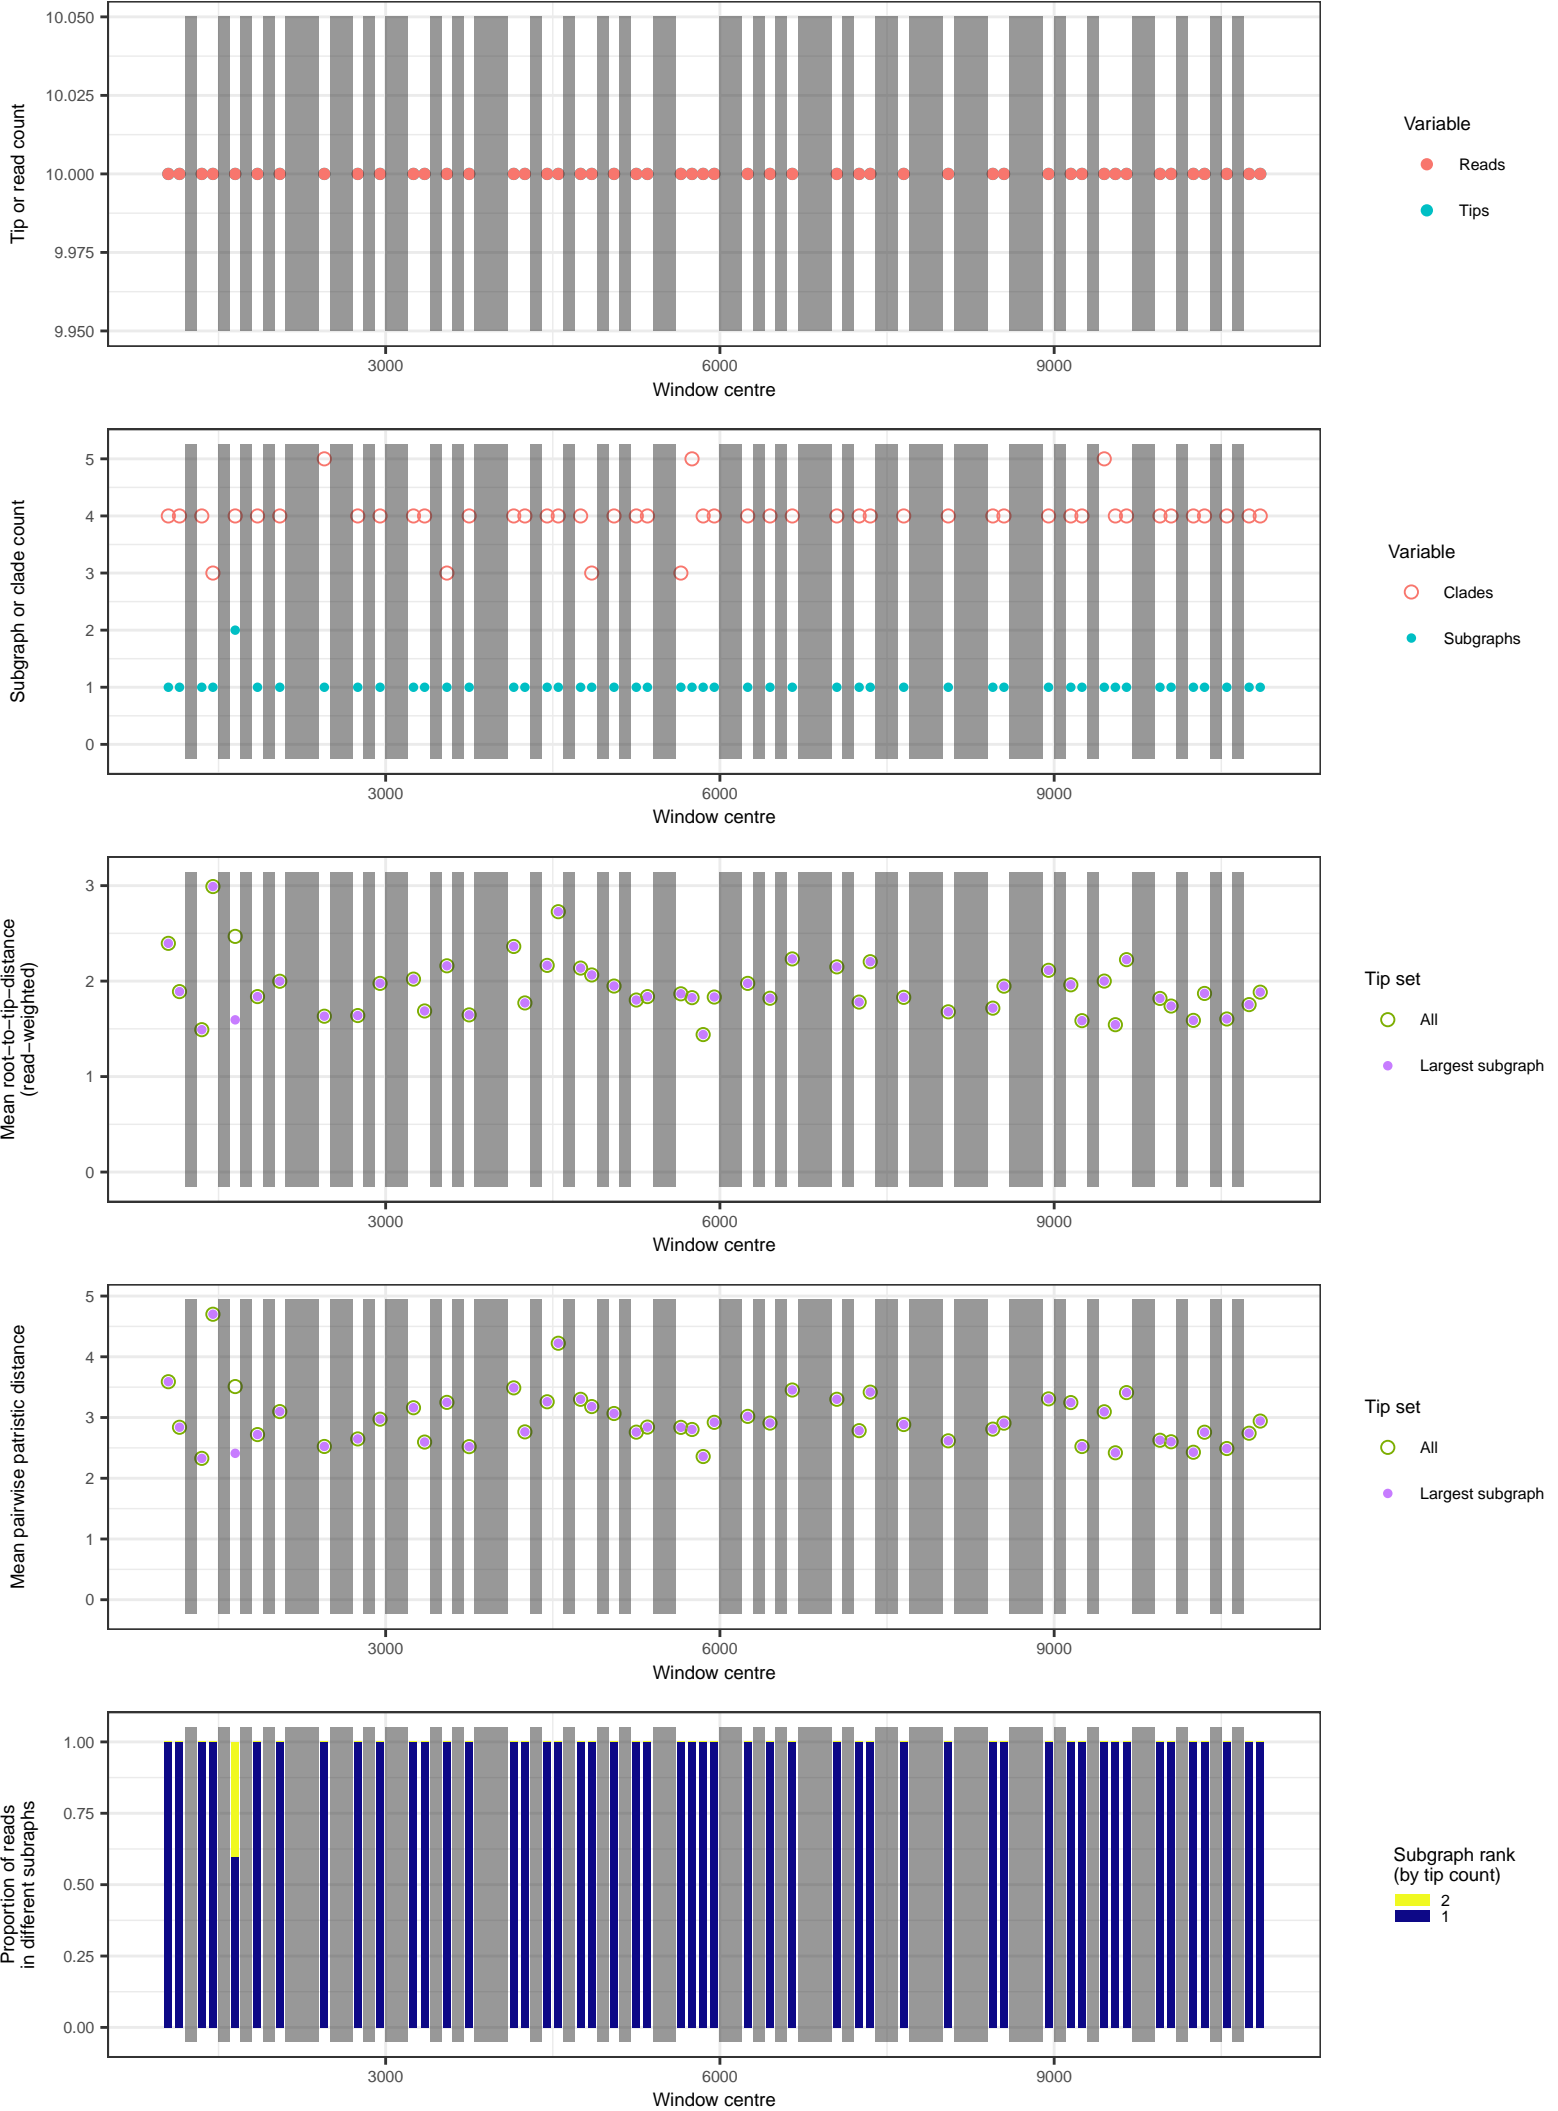 10.050
10.025
10.000
9.975
9.950
Tip or read count
3000 6000 9000
Window centre
Variable
Reads
Tips
5
4
3
2
1
0
Subgraph or clade count
3000 6000 9000
Window centre
Variable
Clades
Subgraphs
3
2
1
0
Mean root−to−tip−distance
(read−weighted)
3000 6000 9000
Window centre
Tip set
All
Largest subgraph
5
4
3
2
1
0
Mean pairwise patristic distance
3000 6000 9000
Window centre
Tip set
All
Largest subgraph
1.00
0.75
0.50
0.25
0.00
Proportion of reads
in different subraphs
3000 6000 9000
Window centre
Subgraph rank
(by tip count)
2
1